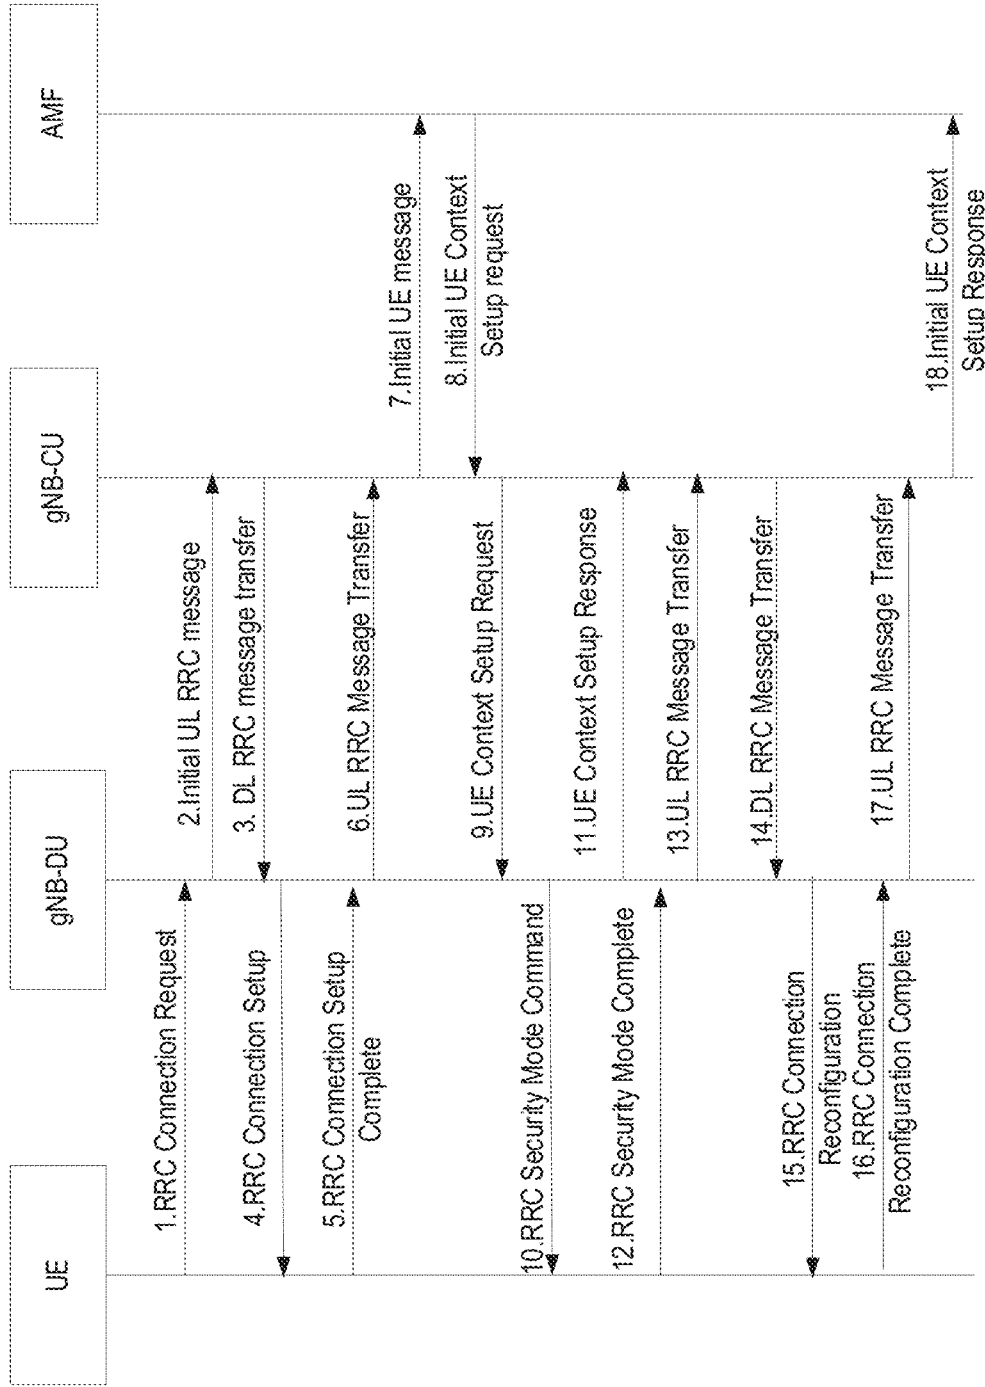 UE
gNB-DU
gNB-CU
AMF
1.RRC Connection Request
2.Initial UL RRC message
3. DL RRC message transfer
4.RRC Connection Setup
5.RRC Connection Setup
Complete
6.UL RRC Message Transfer
7.Initial UE message
8.Initial UE Context
Setup request
9.UE Context Setup Request
10.RRC Security Mode Command
11.UE Context Setup Response
12.RRC Security Mode Complete
13.UL RRC Message Transfer
14.DL RRC Message Transfer
15.RRC Connection
Reconfiguration
16.RRC Connection
Reconfiguration Complete
17.UL RRC Message Transfer
18.Initial UE Context
Setup Response